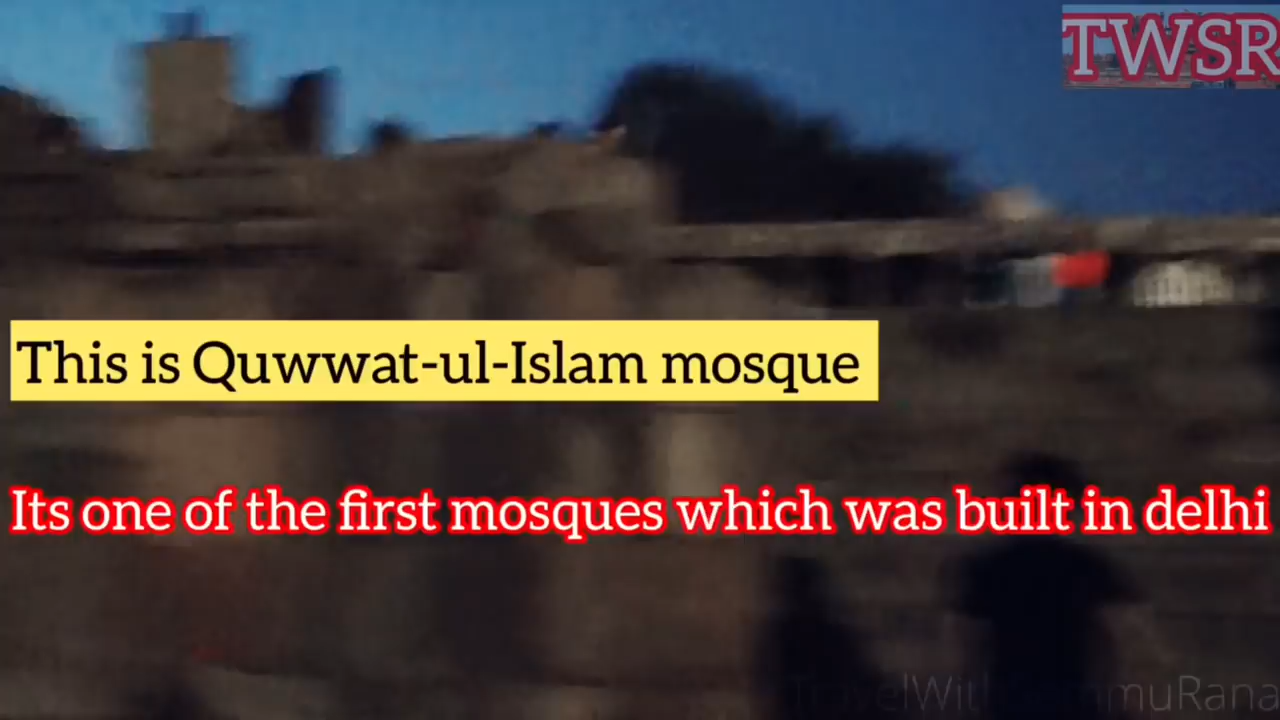 TWSR
This is Quwwat-ul-Islam mosque
Its one of the first mosques which was built in delhi